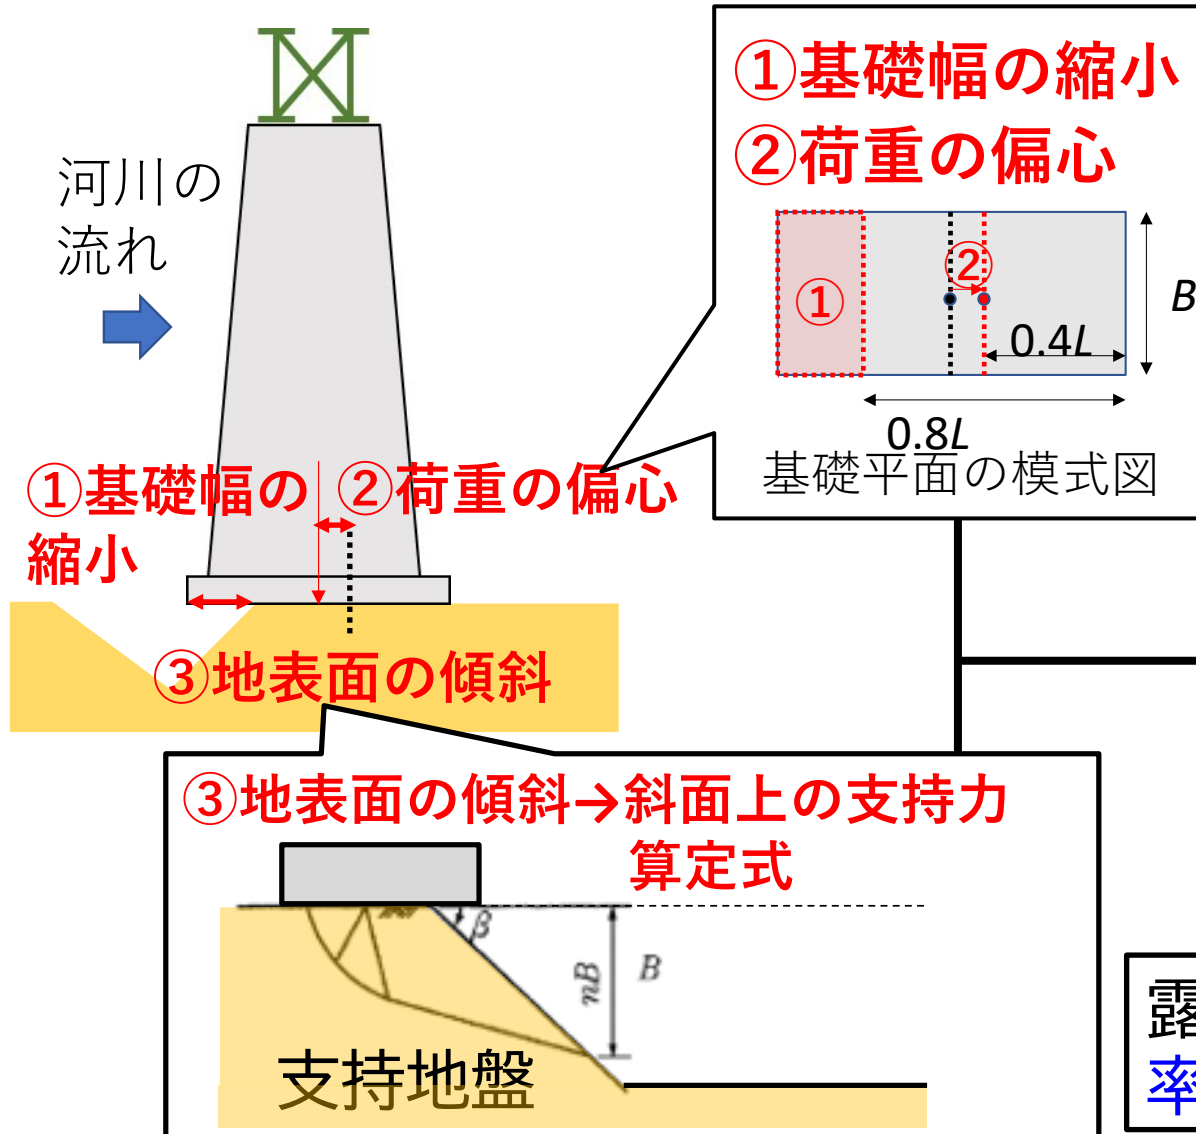 ①基礎幅の縮小
②荷重の偏心
河川の
流れ
②
①
B
0.4L
0.8L
基礎平面の模式図
①基礎幅の
縮小
②荷重の偏心
③地表面の傾斜
③地表面の傾斜→斜面上の支持力
算定式
β
nB
B
支持地盤
露
率